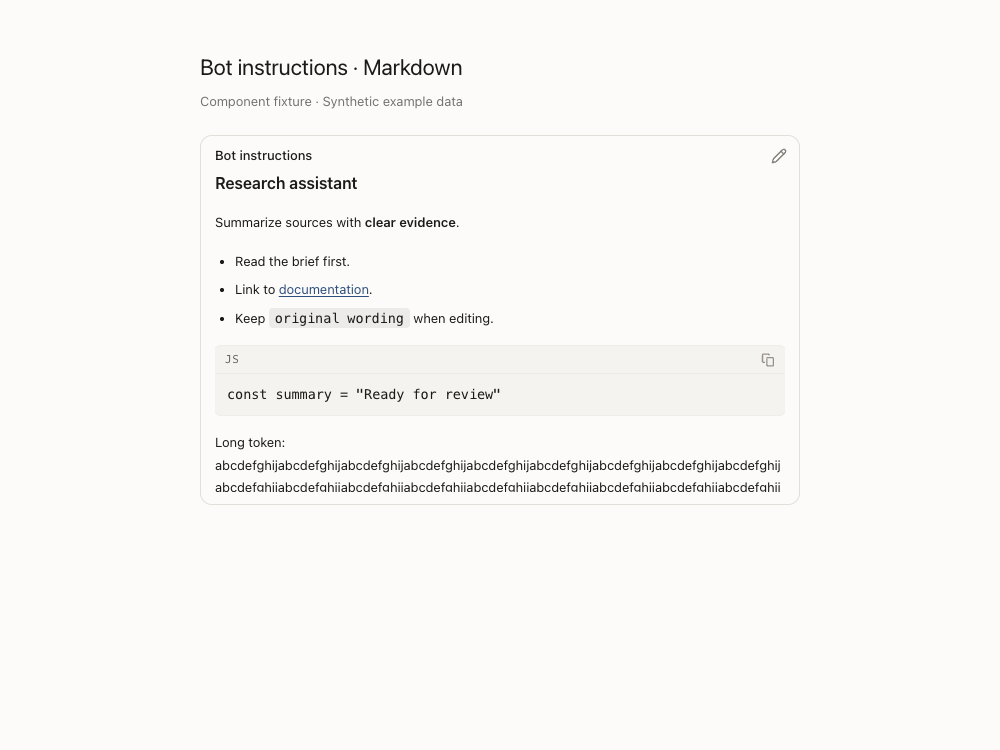 Bot instructions · Markdown
Component fixture · Synthetic example data
Bot instructions
Research assistant
Summarize sources with clear evidence.
• Read the brief first.
• Link to documentation.
• Keep original wording when editing.
JS
const summary = "Ready for review"
Long token:
abcdefghijabcdefghijabcdefghijabcdefghijabcdefghijabcdefghijabcdefghijabcdefghijabcdefghij
abcdefghijabcdefghijabcdefghijabcdefghijabcdefghijabcdefghijabcdefghijabcdefghijabcdefghij